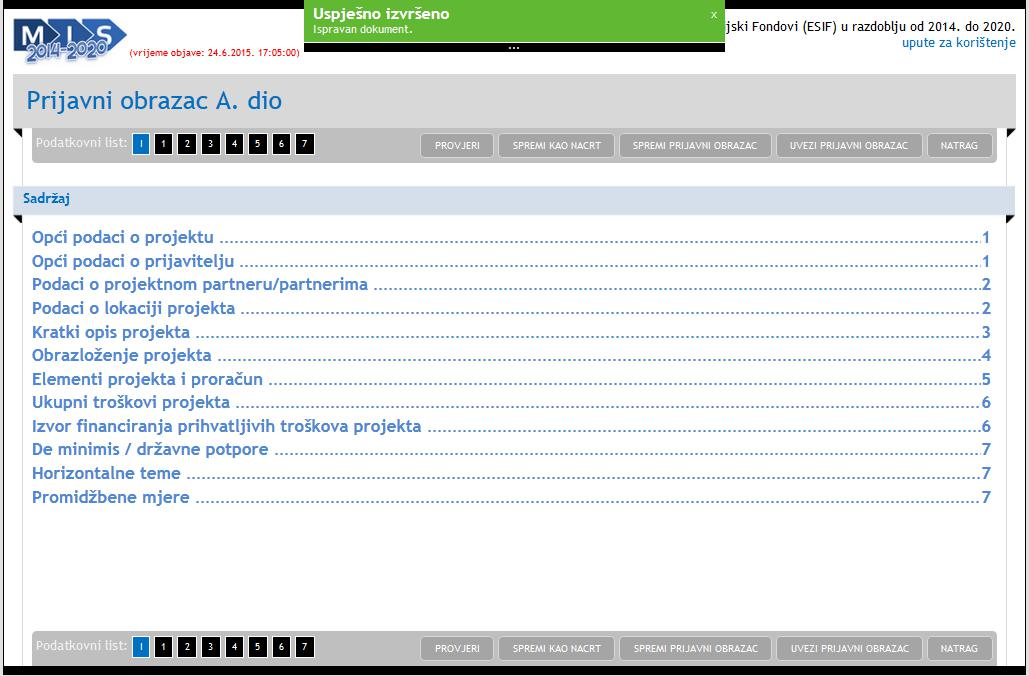 Uspješno izvršeno x
Ispravan dokument.
...
MIS
2014-2020
(vrijeme objave: 24.6.2015. 17:05:00)
jski Fondovi (ESIF) u razdoblju od 2014. do 2020.
upute za korištenje
Prijavni obrazac A. dio
Podatkovni list: I 1 2 3 4 5 6 7 PROVJERI SPREMI KAO NACRT SPREMI PRIJAVNI OBRAZAC UVEZI PRIJAVNI OBRAZAC NATRAG
Sadržaj
Opći podaci o projektu 1
Opći podaci o prijavitelju 1
Podaci o projektnom partneru/partnerima 2
Podaci o lokaciji projekta 2
Kratki opis projekta 3
Obrazloženje projekta 4
Elementi projekta i proračun 5
Ukupni troškovi projekta 6
Izvor financiranja prihvatljivih troškova projekta 6
De minimis / državne potpore 7
Horizontalne teme 7
Promidžbene mjere 7
Podatkovni list: I 1 2 3 4 5 6 7 PROVJERI SPREMI KAO NACRT SPREMI PRIJAVNI OBRAZAC UVEZI PRIJAVNI OBRAZAC NATRAG